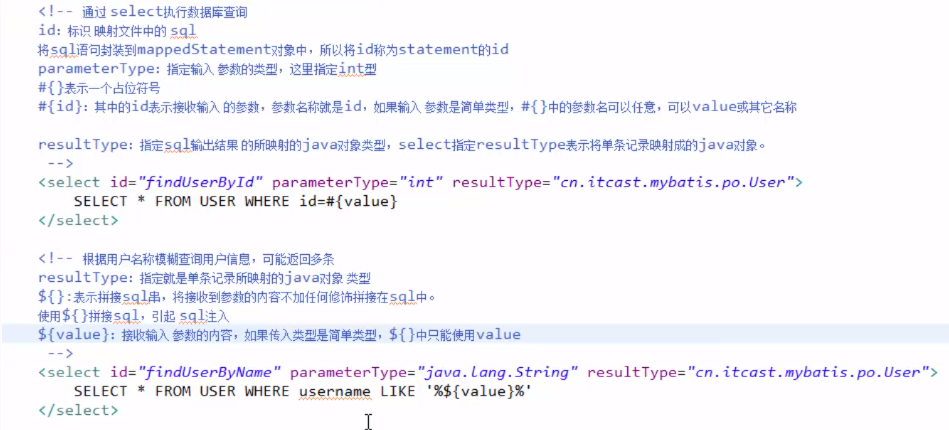 <!-- 通过 select执行数据库查询
id：标识 映射文件中的 sql
将sql语句封装到mappedStatement对象中，所以将id称为statement的id
parameterType：指定输入 参数的类型，这里指定int型
#{}表示一个占位符号
#{id}：其中的id表示接收输入 的参数，参数名称就是id，如果输入 参数是简单类型，#{}中的参数名可以任意，可以value或其它名称
resultType：指定sql输出结果 的所映射的java对象类型，select指定resultType表示将单条记录映射成的java对象。
-->
<select id="findUserById" parameterType="int" resultType="cn.itcast.mybatis.po.User">
SELECT * FROM USER WHERE id=#{value}
</select>
<!-- 根据用户名称模糊查询用户信息，可能返回多条
resultType：指定就是单条记录所映射的java对象 类型
${}:表示拼接sql串，将接收到参数的内容不加任何修饰拼接在sql中。
使用${}拼接sql，引起 sql注入
${value}：接收输入 参数的内容，如果传入类型是简单类型，${}中只能使用value
-->
<select id="findUserByName" parameterType="java.lang.String" resultType="cn.itcast.mybatis.po.User">
SELECT * FROM USER WHERE username LIKE '%${value}%'
</select>